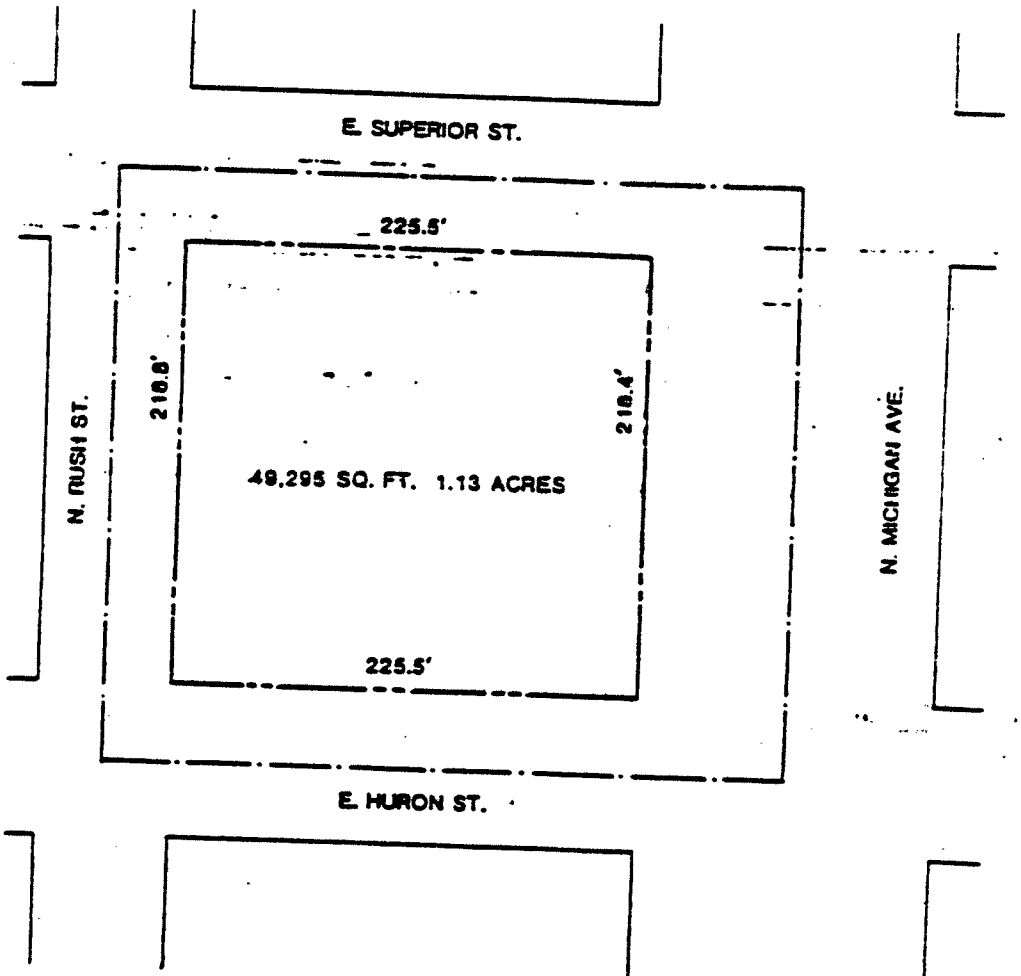 E. SUPERIOR ST.
225.5'
218.8'
218.4'
N. RUSH ST.
N. MICHIGAN AVE.
49,295 SQ. FT. 1.13 ACRES
225.5'
E. HURON ST.